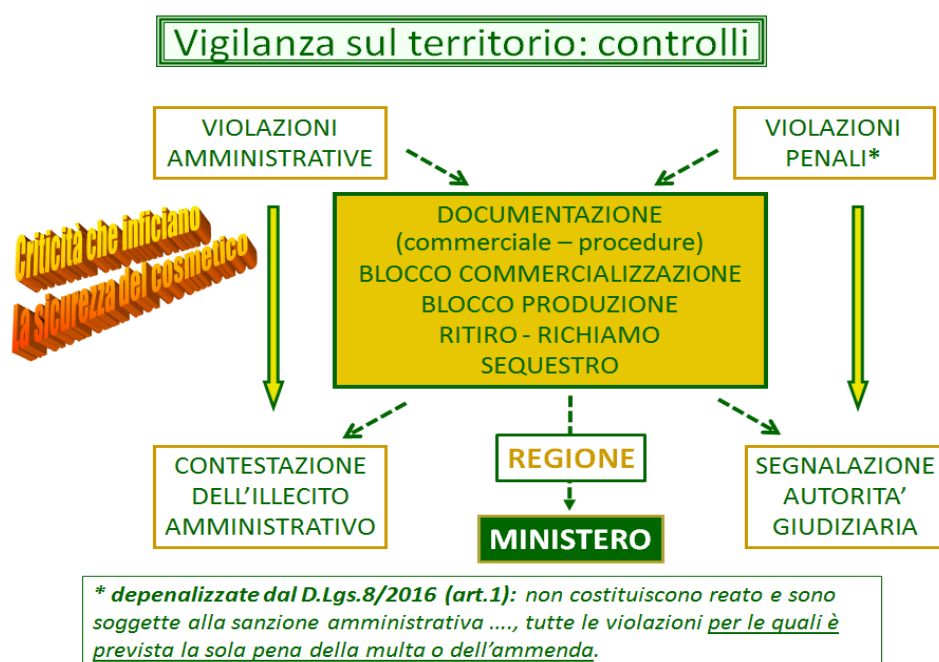 Vigilanza sul territorio: controlli
VIOLAZIONI
AMMINISTRATIVE
VIOLAZIONI
PENALI*
Criticità che inficiano
La sicurezza del cosmetico
DOCUMENTAZIONE
(commerciale – procedure)
BLOCCO COMMERCIALIZZAZIONE
BLOCCO PRODUZIONE
RITIRO - RICHIAMO
SEQUESTRO
CONTESTAZIONE
DELL’ILLECITO
AMMINISTRATIVO
REGIONE
MINISTERO
SEGNALAZIONE
AUTORITA’
GIUDIZIARIA
* depenalizzate dal D.Lgs.8/2016 (art.1): non costituiscono reato e sono
soggette alla sanzione amministrativa ...., tutte le violazioni per le quali è
prevista la sola pena della multa o dell’ammenda.